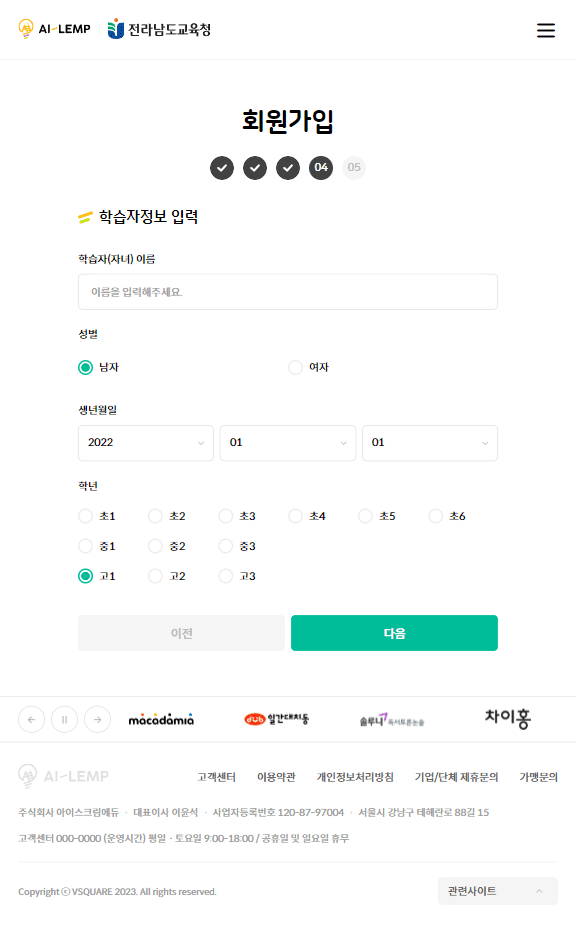 AI-LEMP 전라남도교육청
회원가입
04 05
학습자정보 입력
학습자(자녀) 이름
이름을 입력해주세요.
성별
남자 여자
생년월일
2022 01 01
학년
초1 초2 초3 초4 초5 초6
중1 중2 중3
고1 고2 고3
이전 다음
macadamia dub 일간대치동 솔루니 독서토론논술 차이홍
AI-LEMP 고객센터 이용약관 개인정보처리방침 기업/단체 제휴문의 가맹문의
주식회사 아이스크림에듀 · 대표이사 이윤석 · 사업자등록번호 120-87-97004 · 서울시 강남구 테헤란로 88길 15
고객센터 000-0000 (운영시간) 평일 · 토요일 9:00-18:00 / 공휴일 및 일요일 휴무
Copyright ⓒ VSQUARE 2023. All rights reserved. 관련사이트